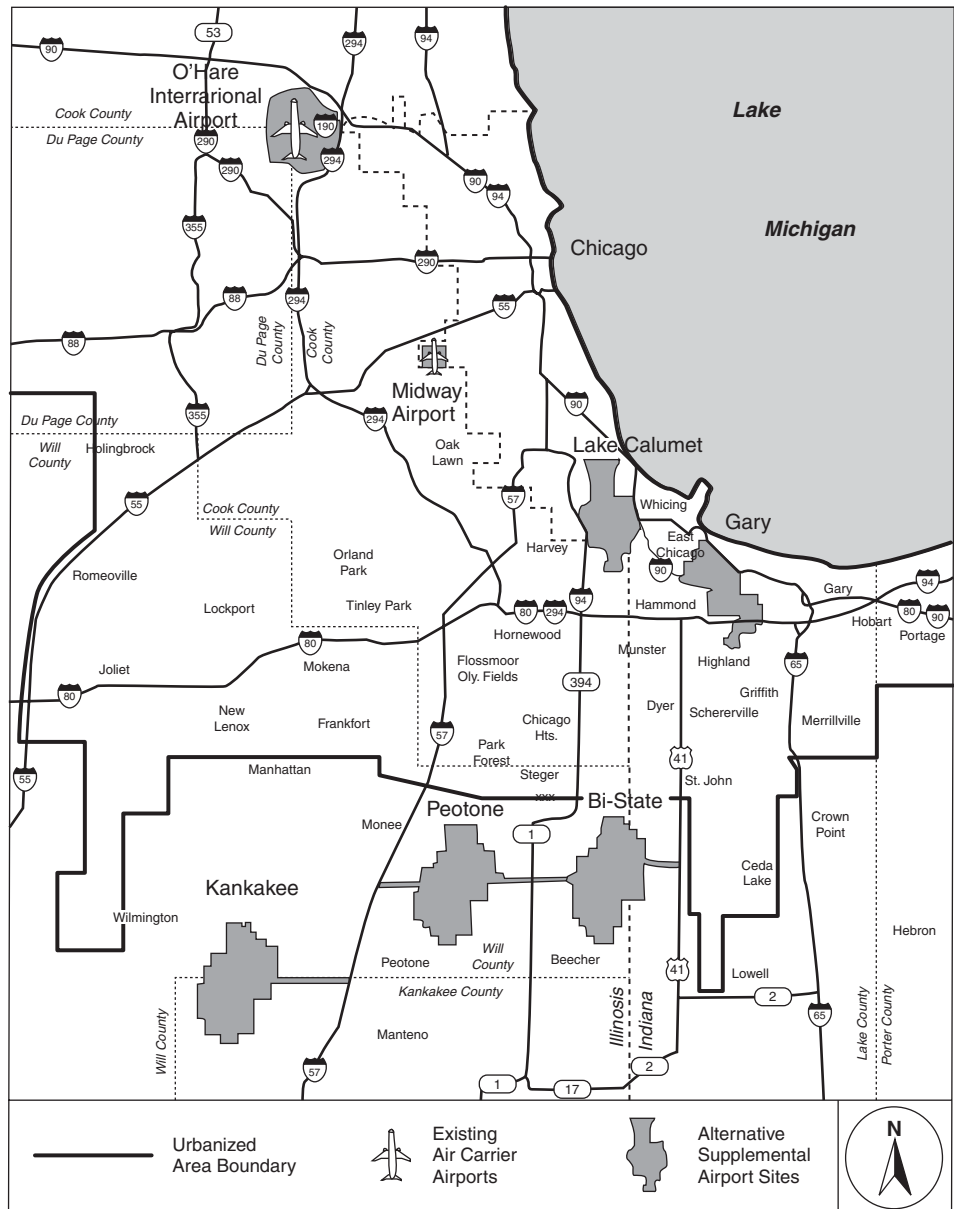 53
90
294
94
O'Hare
Interrarional
Airport
Lake
Cook County
Du Page County
190
290
294
290
90
94
355
Michigan
Chicago
290
88
294
55
88
Du Page
County
Cook
County
Midway
Airport
90
355
294
Du Page County
Will
County
Holingbrock
Oak
Lawn
Lake Calumet
55
57
Whicing
Cook County
Will County
Gary
East
Chicago
Harvey
Orland
Park
90
Romeoville
Gary
94
Lockport
Tinley Park
80
294
94
Hammond
80
90
Hobart
Portage
Hornewood
80
Munster
Mokena
Flossmoor
Oly. Fields
Highland
65
Joliet
394
80
Griffith
Dyer
Schererville
Merrillville
New
Lenox
Frankfort
Chicago
Hts.
57
Park
Forest
41
Manhattan
Steger
55
St. John
xxx
Peotone
Bi-State
Monee
1
Crown
Point
Ceda
Lake
Kankakee
Wilmington
Hebron
Will
County
Peotone
Beecher
41
Lowell
Kankakee County
2
Illinosis
Indiana
65
Manteno
Will County
Lake County
Porter County
57
2
1
17
Urbanized
Area Boundary
Existing
Air Carrier
Airports
Alternative
Supplemental
Airport Sites
N